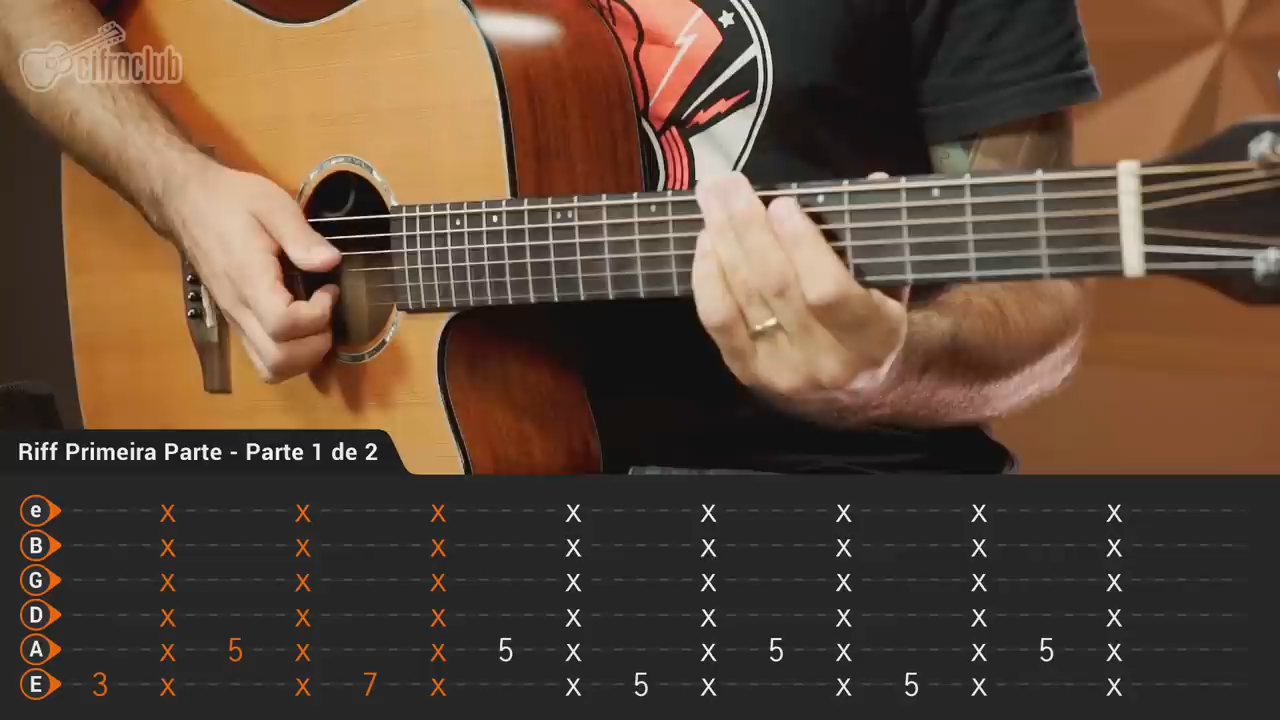 cifraclub
Riff Primeira Parte - Parte 1 de 2
e x x x x x x x x
B x x x x x x x x
G x x x x x x x x
D x x x x x x x x
A x 5 x x 5 x x 5 x x 5 x
E 3 x x 7 x x 5 x x 5 x x